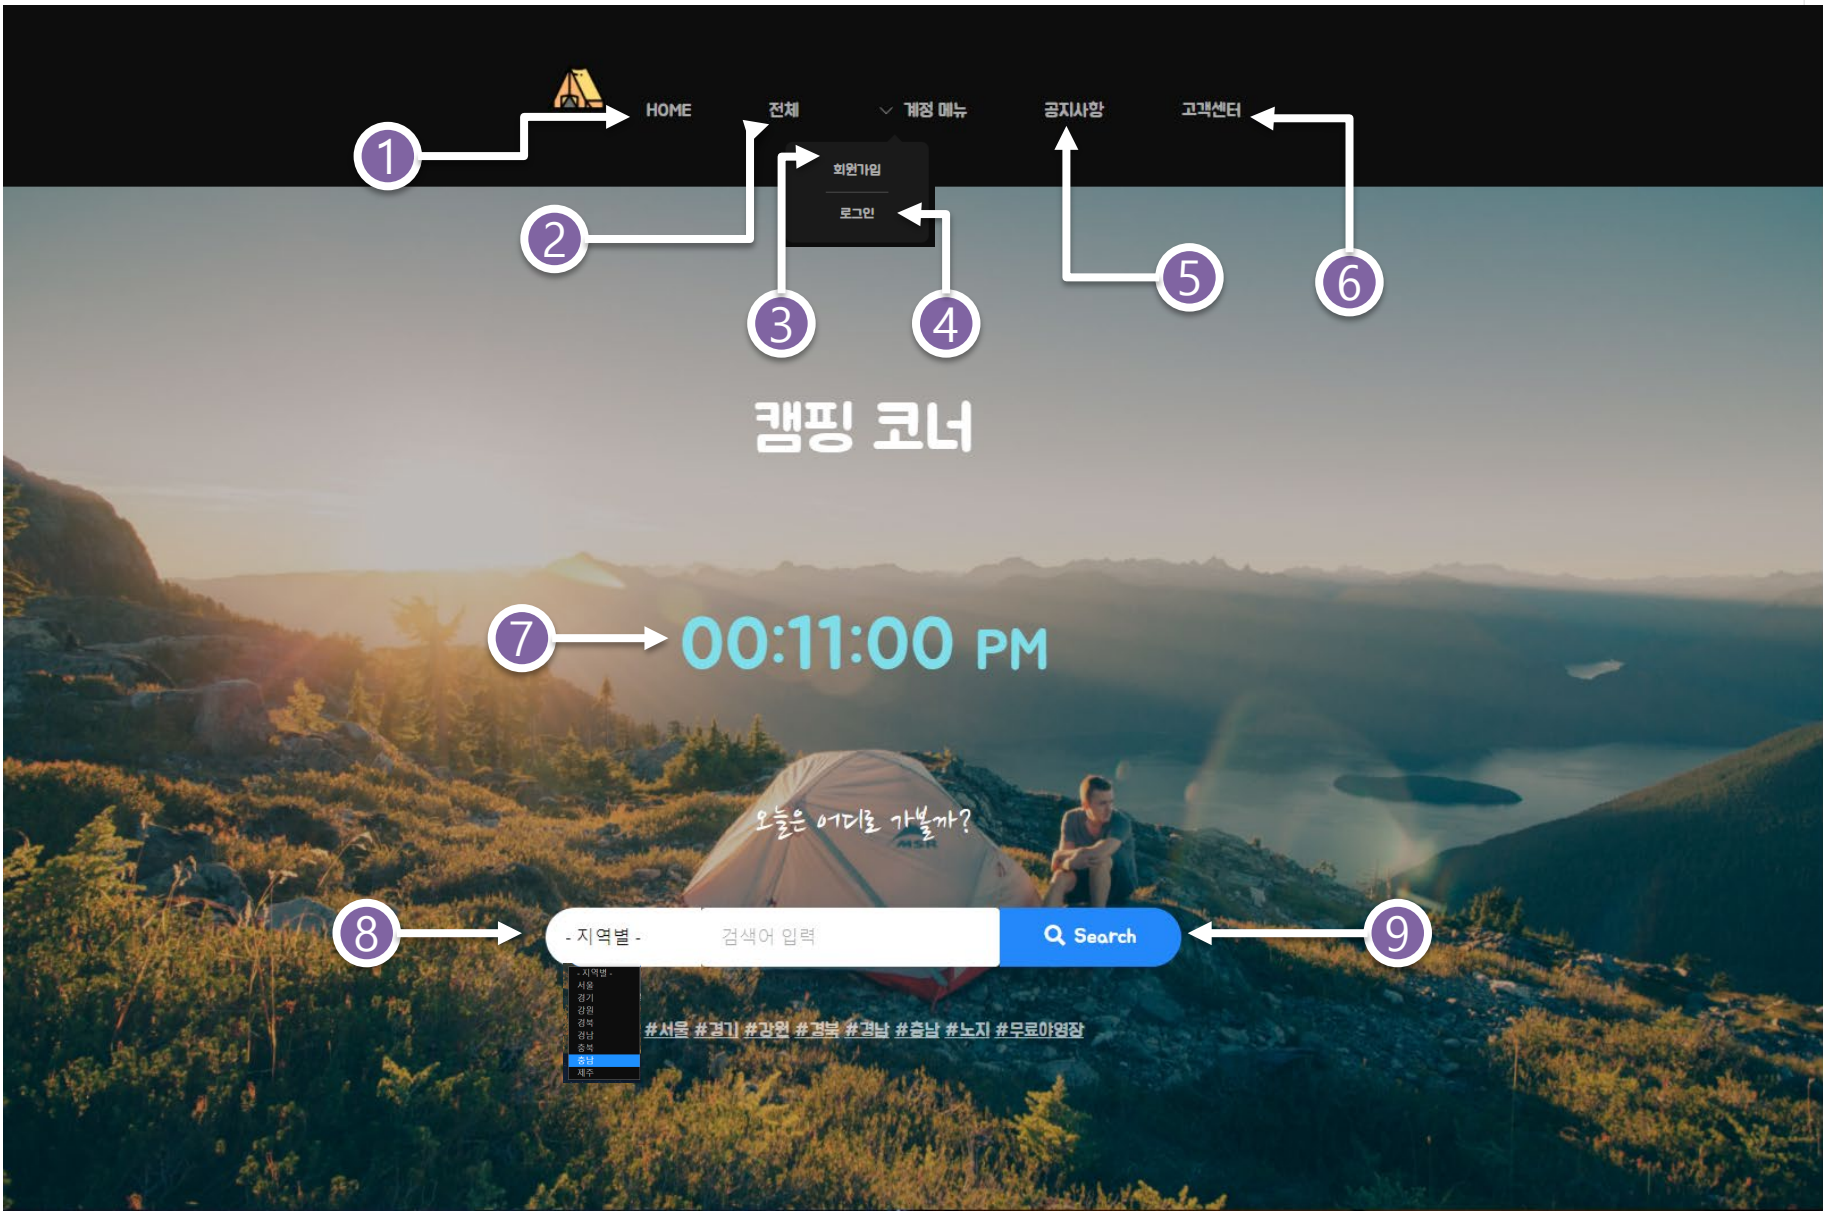 HOME 전체 계정 메뉴 공지사항 고객센터
1
회원가입
로그인
2
5
6
3
4
캠핑 코너
7
00:11:00 PM
오늘은 어디로 가볼까?
MSR
8
- 지역별 - 검색어 입력 Search
9
- 지역별 -
서울
경기
강원
경북
경남
충북
충남
제주
#서울 #경기 #강원 #경북 #경남 #충남 #노지 #무료야영장